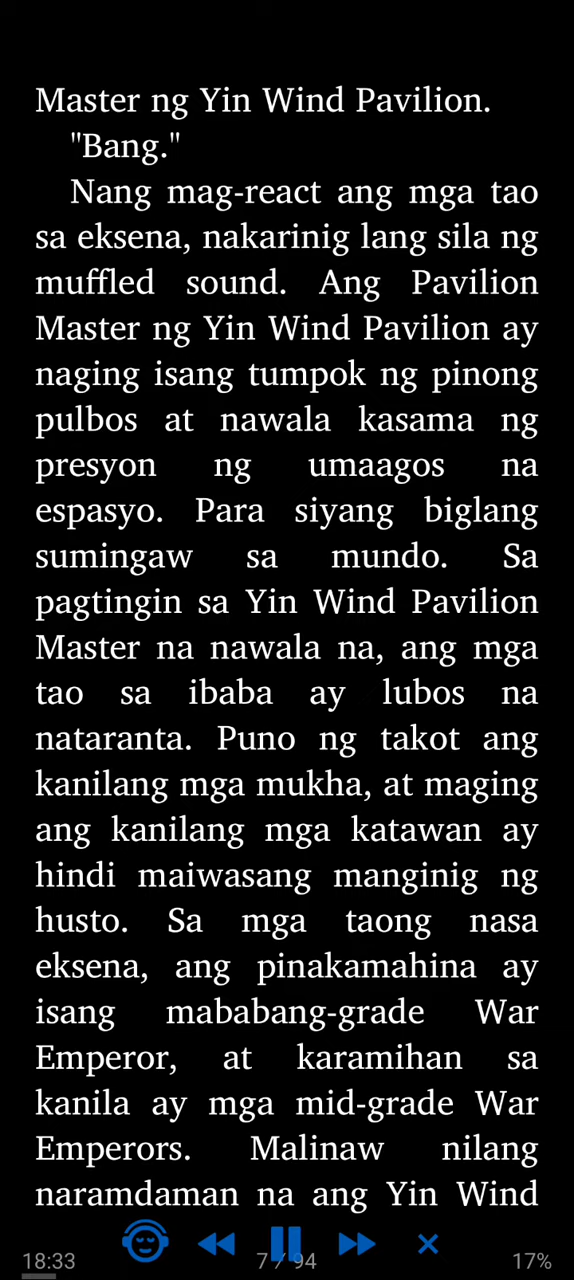 Master ng Yin Wind Pavilion.
"Bang."
Nang mag-react ang mga tao
sa eksena, nakarinig lang sila ng
muffled sound. Ang Pavilion
Master ng Yin Wind Pavilion ay
naging isang tumpok ng pinong
pulbos at nawala kasama ng
presyon ng umaagos na
espasyo. Para siyang biglang
sumingaw sa mundo. Sa
pagtingin sa Yin Wind Pavilion
Master na nawala na, ang mga
tao sa ibaba ay lubos na
nataranta. Puno ng takot ang
kanilang mga mukha, at maging
ang kanilang mga katawan ay
hindi maiwasang manginig ng
husto. Sa mga taong nasa
eksena, ang pinakamahina ay
isang mababang-grade War
Emperor, at karamihan sa
kanila ay mga mid-grade War
Emperors. Malinaw nilang
naramdaman na ang Yin Wind
18:33 7 / 94 17%